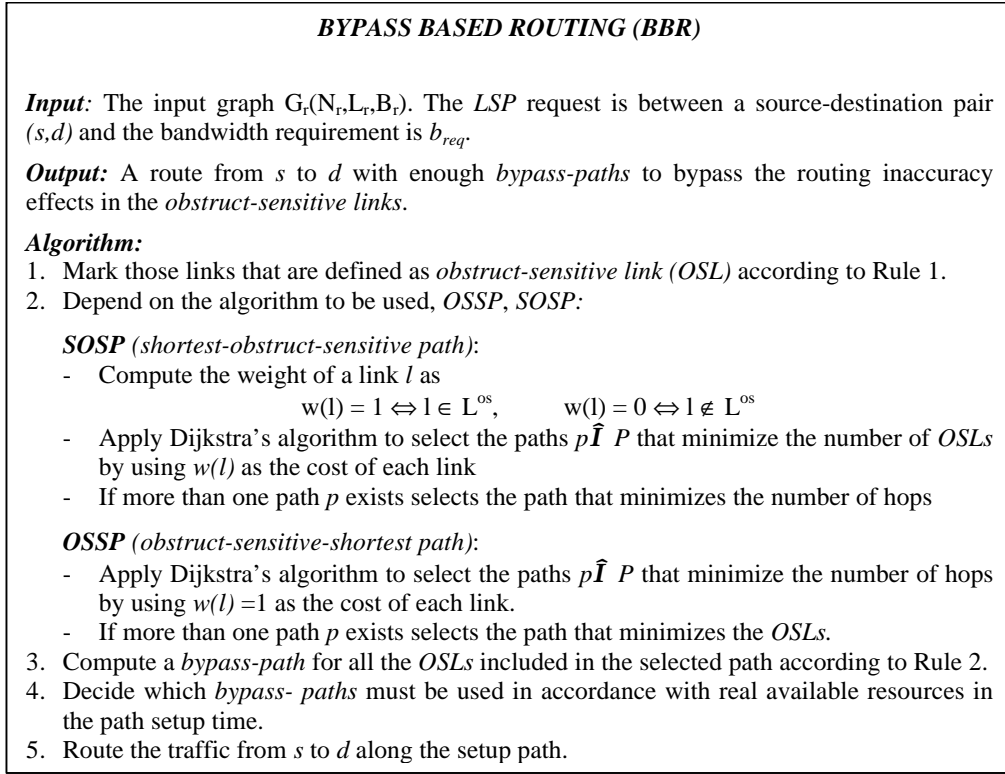 BYPASS BASED ROUTING (BBR)
Input: The input graph Gᵣ(Nᵣ,Lᵣ,Bᵣ). The LSP request is between a source-destination pair
(s,d) and the bandwidth requirement is b_req.
Output: A route from s to d with enough bypass-paths to bypass the routing inaccuracy
effects in the obstruct-sensitive links.
Algorithm:
1. Mark those links that are defined as obstruct-sensitive link (OSL) according to Rule 1.
2. Depend on the algorithm to be used, OSSP, SOSP:
SOSP (shortest-obstruct-sensitive path):
- Compute the weight of a link l as
w(l) = 1 ⇔ l ∈ L^os, w(l) = 0 ⇔ l ∉ L^os
- Apply Dijkstra's algorithm to select the paths pÎ P that minimize the number of OSLs
by using w(l) as the cost of each link
- If more than one path p exists selects the path that minimizes the number of hops
OSSP (obstruct-sensitive-shortest path):
- Apply Dijkstra's algorithm to select the paths pÎ P that minimize the number of hops
by using w(l) =1 as the cost of each link.
- If more than one path p exists selects the path that minimizes the OSLs.
3. Compute a bypass-path for all the OSLs included in the selected path according to Rule 2.
4. Decide which bypass- paths must be used in accordance with real available resources in
the path setup time.
5. Route the traffic from s to d along the setup path.